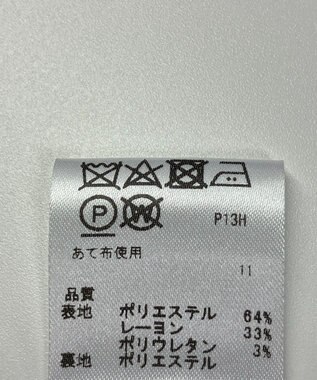 P W P13H
あて布使用
11
品質
表地 ポリエステル 64%
レーヨン 33%
ポリウレタン 3%
裏地 ポリエステル